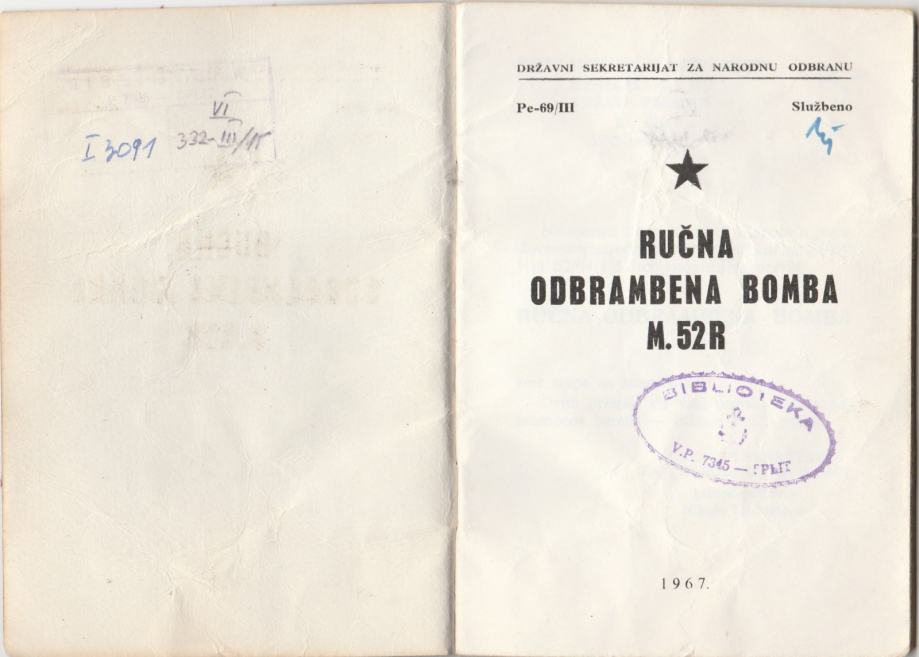 VI
I 3091 332-III/15
DRŽAVNI SEKRETARIJAT ZA NARODNU ODBRANU
Pe-69/III Službeno
RUČNA
ODBRAMBENA BOMBA
M. 52R
BIBLIOTEKA
V.P. 7345 — SPLIT
1967.